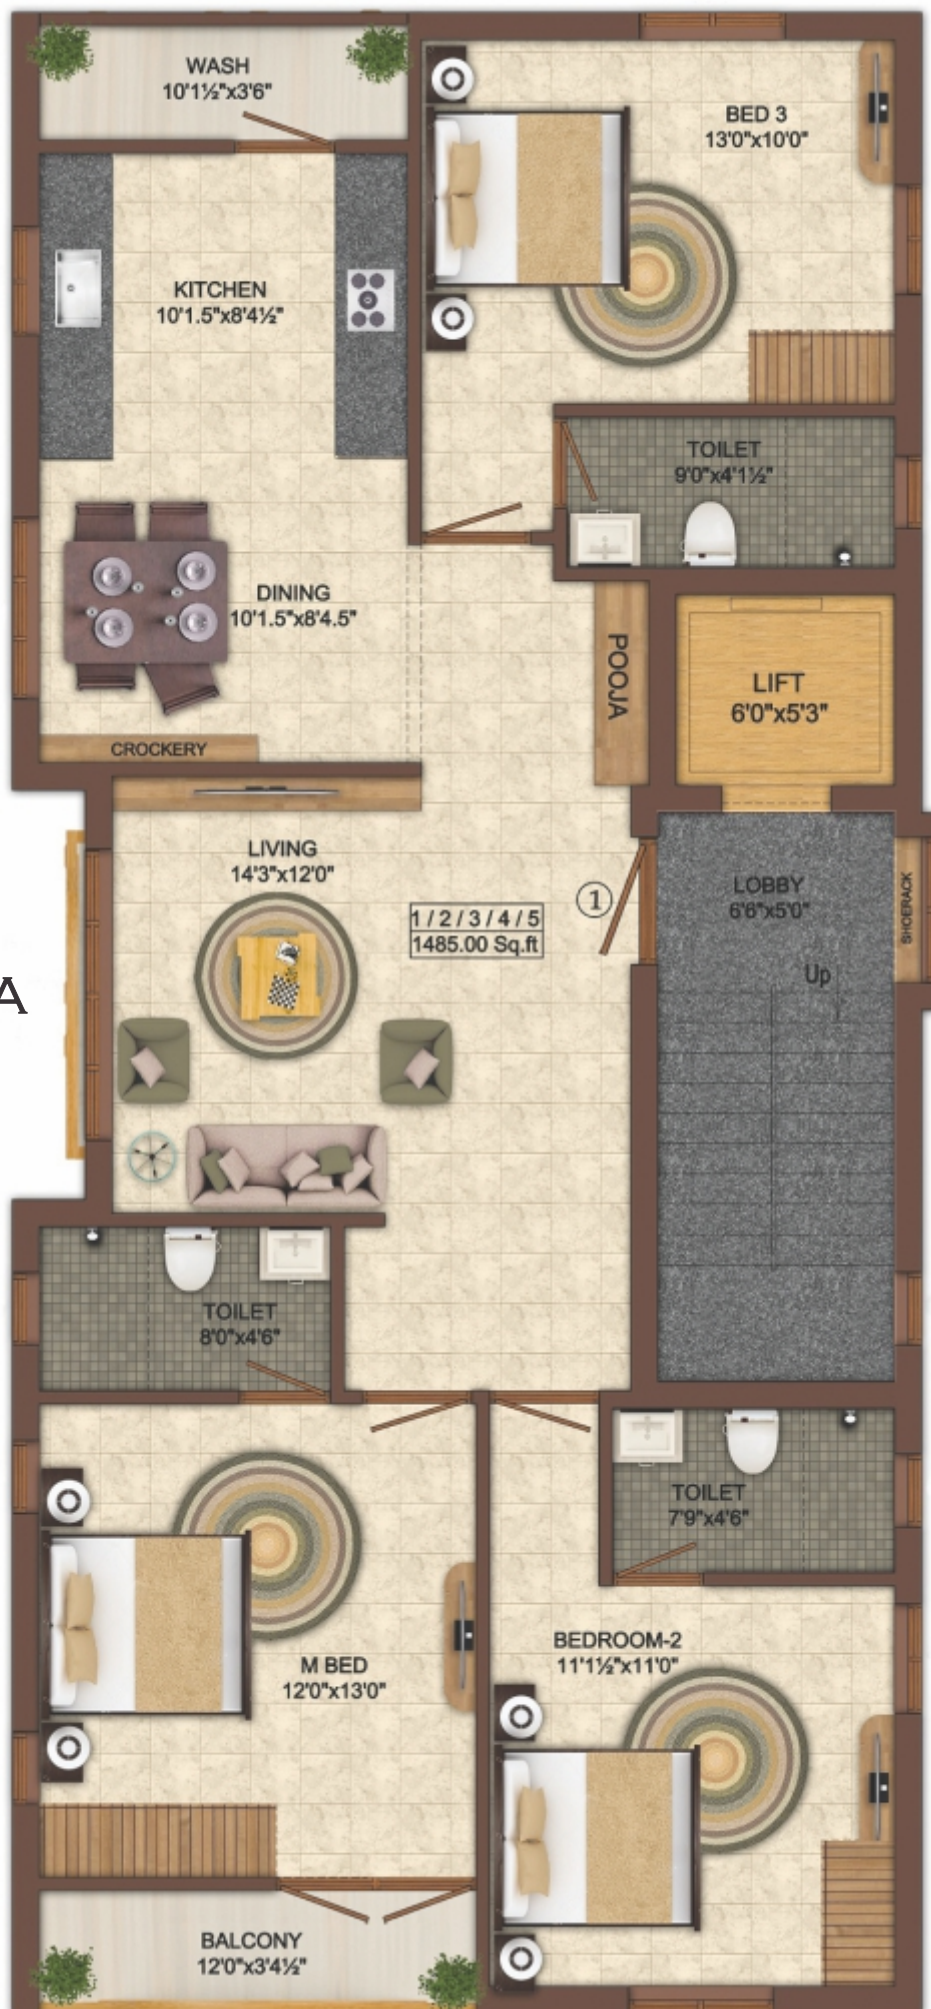 WASH
10'1½"x3'6"
BED 3
13'0"x10'0"
KITCHEN
10'1.5"x8'4½"
TOILET
9'0"x4'1½"
DINING
10'1.5"x8'4.5"
POOJA
LIFT
6'0"x5'3"
CROCKERY
LIVING
14'3"x12'0"
1 / 2 / 3 / 4 / 5
1485.00 Sq.ft
1
LOBBY
6'6"x5'0"
SHOERACK
Up
A
TOILET
8'0"x4'6"
TOILET
7'9"x4'6"
M BED
12'0"x13'0"
BEDROOM-2
11'1½"x11'0"
BALCONY
12'0"x3'4½"